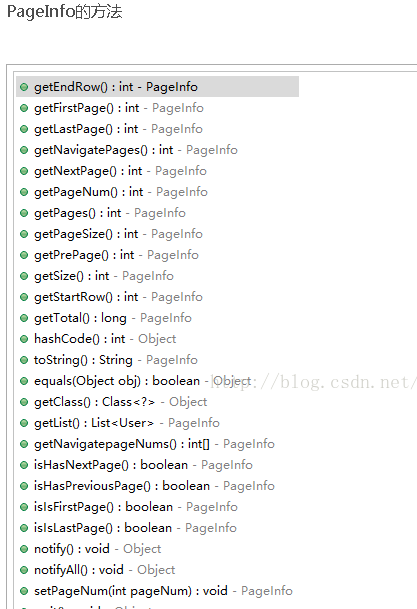 PageInfo的方法
getEndRow() : int - PageInfo
getFirstPage() : int - PageInfo
getLastPage() : int - PageInfo
getNavigatePages() : int - PageInfo
getNextPage() : int - PageInfo
getPageNum() : int - PageInfo
getPages() : int - PageInfo
getPageSize() : int - PageInfo
getPrePage() : int - PageInfo
getSize() : int - PageInfo
getStartRow() : int - PageInfo
getTotal() : long - PageInfo
hashCode() : int - Object
toString() : String - PageInfo
equals(Object obj) : boolean - Object
http://blog.csdn.net/
getClass() : Class<?> - Object
getList() : List<User> - PageInfo
getNavigatepageNums() : int[] - PageInfo
isHasNextPage() : boolean - PageInfo
isHasPreviousPage() : boolean - PageInfo
isIsFirstPage() : boolean - PageInfo
isIsLastPage() : boolean - PageInfo
notify() : void - Object
notifyAll() : void - Object
setPageNum(int pageNum) : void - PageInfo